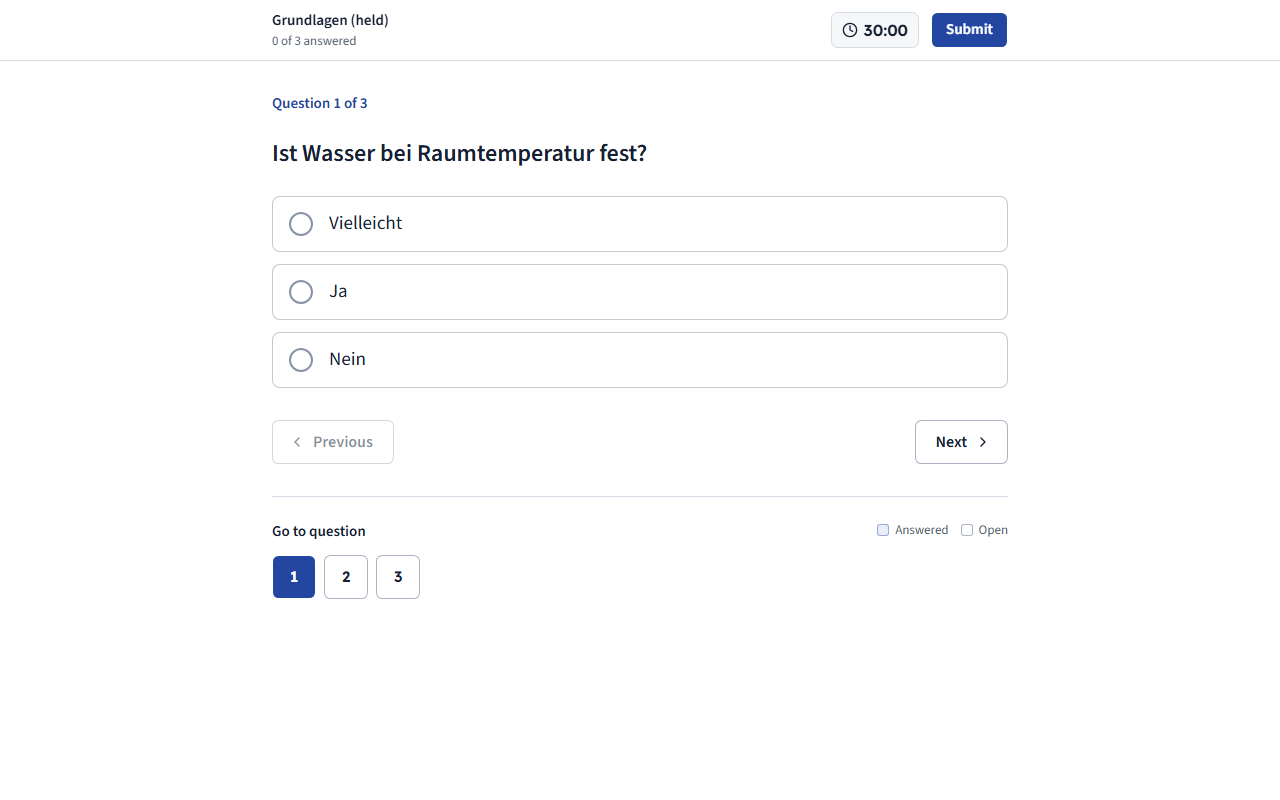 Grundlagen (held)
0 of 3 answered
30:00
Submit
Question 1 of 3
Ist Wasser bei Raumtemperatur fest?
Vielleicht
Ja
Nein
Previous
Next
Go to question
Answered
Open
1
2
3